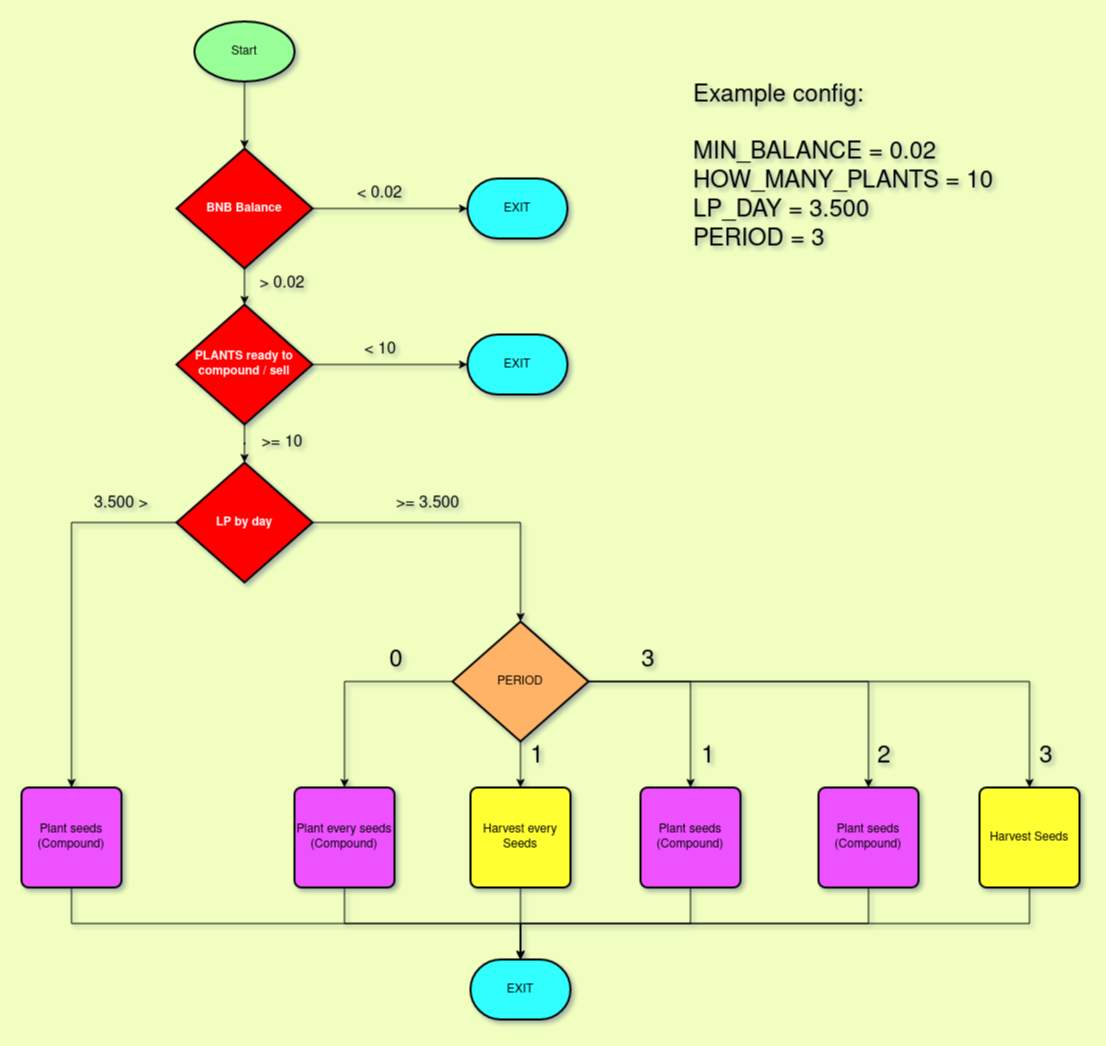 Start
Example config:
MIN_BALANCE = 0.02
HOW_MANY_PLANTS = 10
LP_DAY = 3.500
PERIOD = 3
BNB Balance
< 0.02
EXIT
> 0.02
PLANTS ready to
compound / sell
< 10
EXIT
>= 10
3.500 >
LP by day
>= 3.500
0
PERIOD
3
1
1
2
3
Plant seeds
(Compound)
Plant every seeds
(Compound)
Harvest every
Seeds
Plant seeds
(Compound)
Plant seeds
(Compound)
Harvest Seeds
EXIT